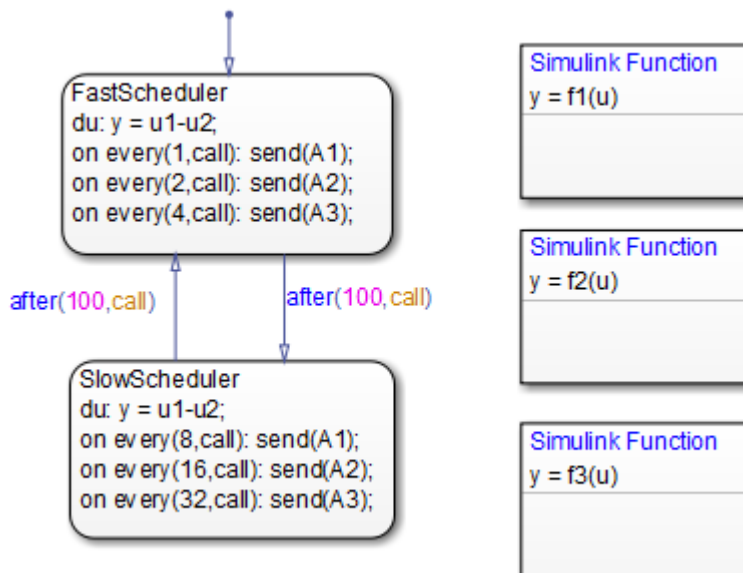 FastScheduler
du: y = u1-u2;
on every(1,call): send(A1);
on every(2,call): send(A2);
on every(4,call): send(A3);
after(100,call)
after(100,call)
SlowScheduler
du: y = u1-u2;
on every(8,call): send(A1);
on every(16,call): send(A2);
on every(32,call): send(A3);
Simulink Function
y = f1(u)
Simulink Function
y = f2(u)
Simulink Function
y = f3(u)